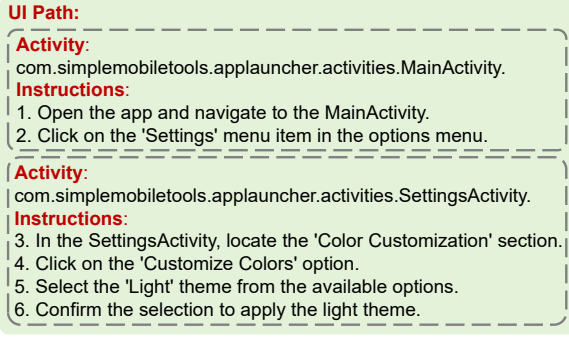 UI Path:
Activity:
com.simplemobiletools.applauncher.activities.MainActivity.
Instructions:
1. Open the app and navigate to the MainActivity.
2. Click on the 'Settings' menu item in the options menu.
Activity:
com.simplemobiletools.applauncher.activities.SettingsActivity.
Instructions:
3. In the SettingsActivity, locate the 'Color Customization' section.
4. Click on the 'Customize Colors' option.
5. Select the 'Light' theme from the available options.
6. Confirm the selection to apply the light theme.